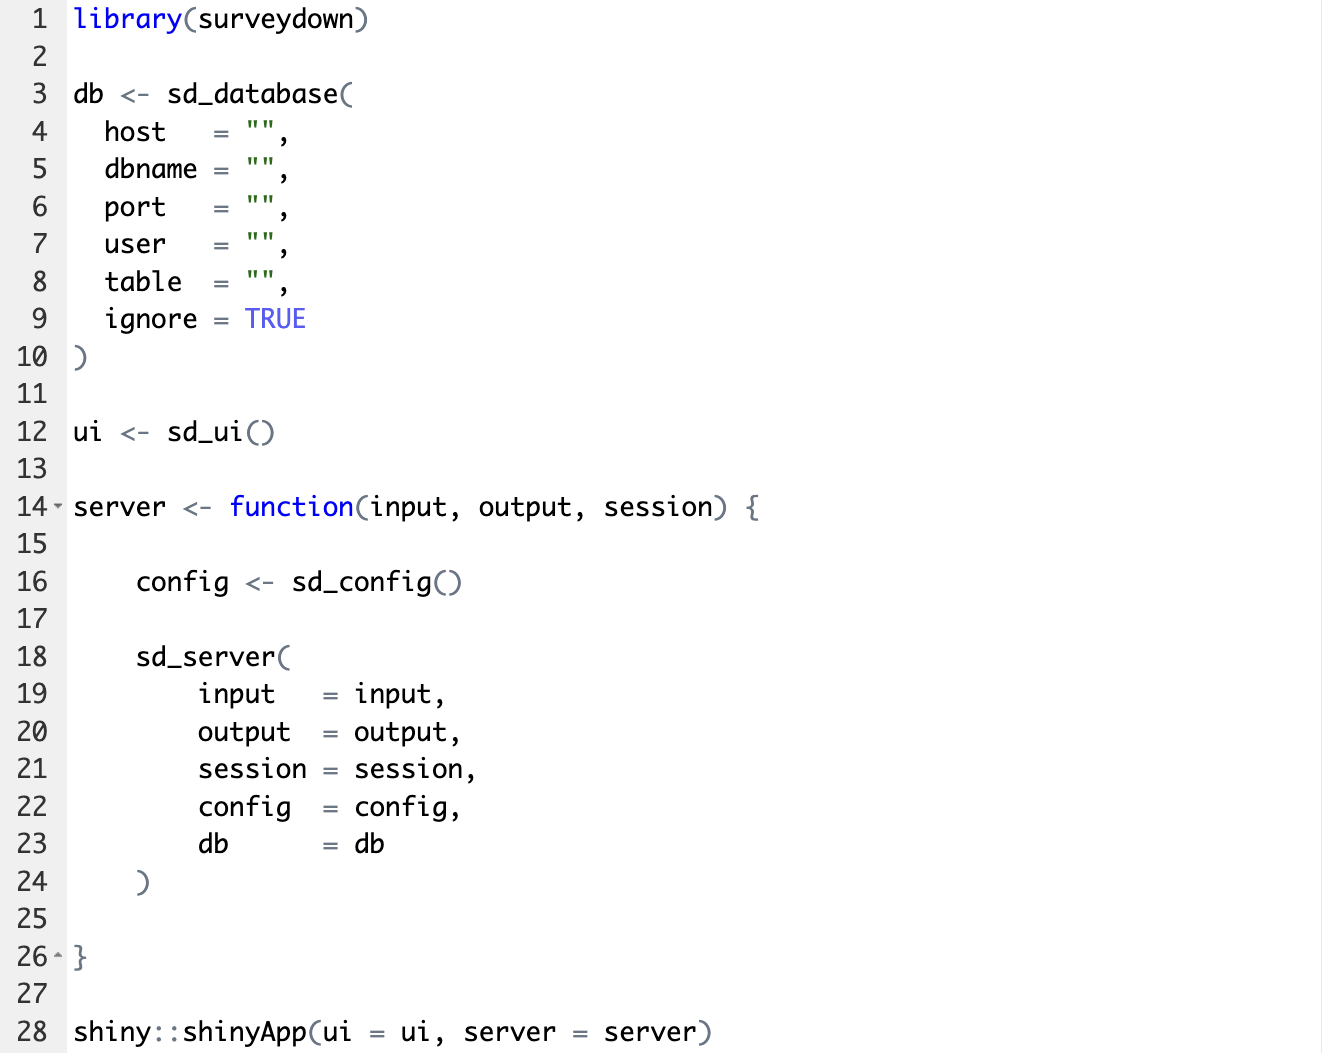 1 library(surveydown)
2
3 db <- sd_database(
4   host   = "",
5   dbname = "",
6   port   = "",
7   user   = "",
8   table  = "",
9   ignore = TRUE
10 )
11
12 ui <- sd_ui()
13
14 server <- function(input, output, session) {
15
16     config <- sd_config()
17
18     sd_server(
19         input   = input,
20         output  = output,
21         session = session,
22         config  = config,
23         db      = db
24     )
25
26 }
27
28 shiny::shinyApp(ui = ui, server = server)